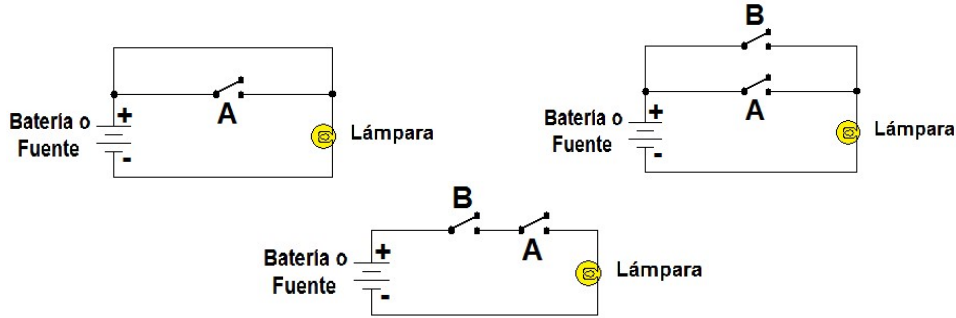 +
A
Batería o
Fuente
-
Lámpara
B
+
A
Batería o
Fuente
-
Lámpara
B
A
+
Batería o
Fuente
-
Lámpara